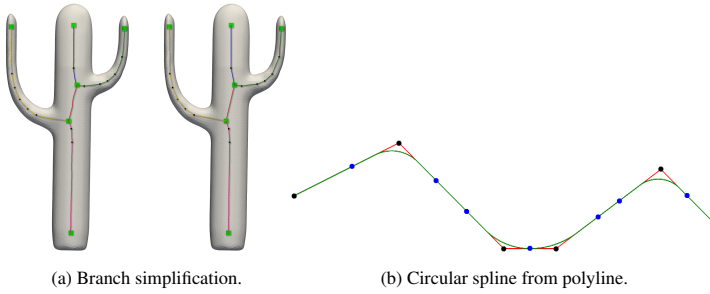 (a) Branch simplification.
(b) Circular spline from polyline.